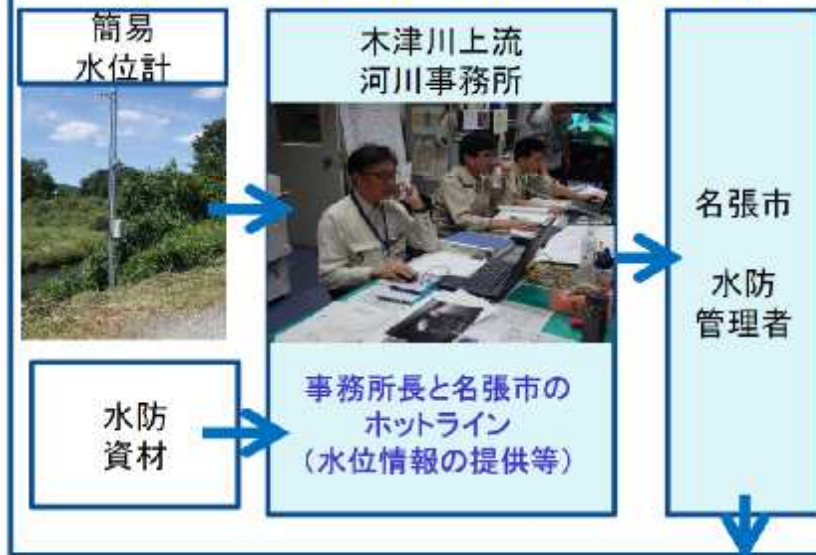 簡易
水位計
木津川上流
河川事務所
名張市
水防
管理者
水防
資材
事務所長と名張市の
ホットライン
（水位情報の提供等）